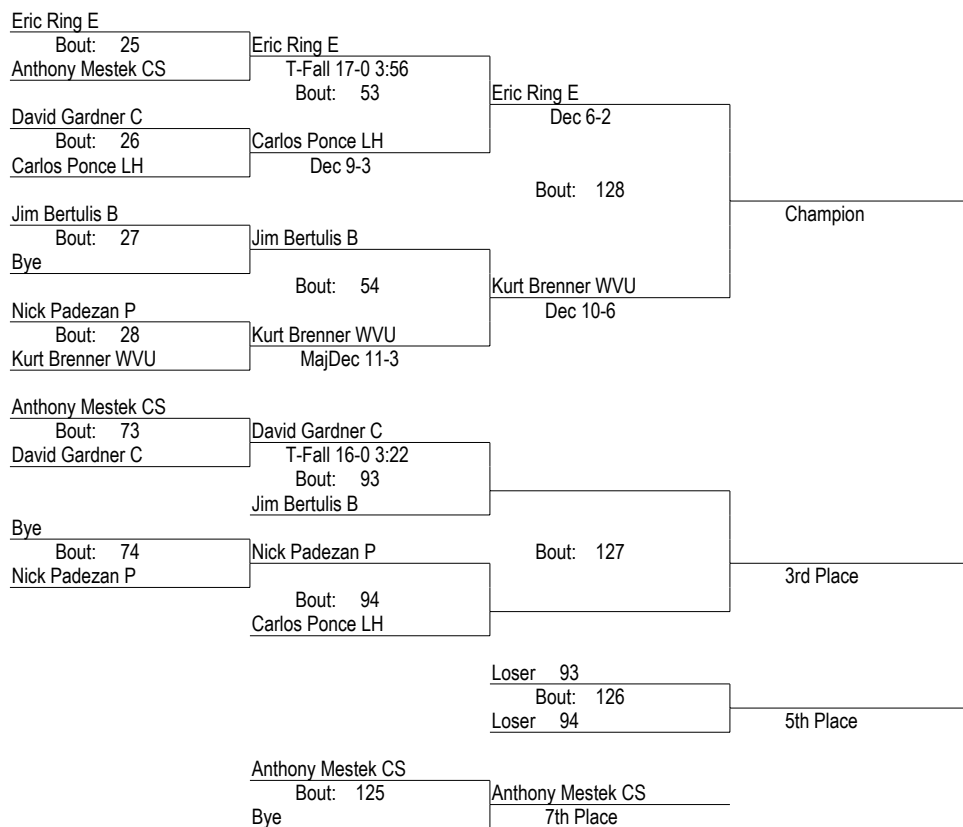 Eric Ring E
Bout: 25
Eric Ring E
Anthony Mestek CS
T-Fall 17-0 3:56
Bout: 53
Eric Ring E
David Gardner C
Dec 6-2
Bout: 26
Carlos Ponce LH
Carlos Ponce LH
Dec 9-3
Bout: 128
Jim Bertulis B
Champion
Bout: 27
Jim Bertulis B
Bye
Bout: 54
Kurt Brenner WVU
Nick Padezan P
Dec 10-6
Bout: 28
Kurt Brenner WVU
Kurt Brenner WVU
MajDec 11-3
Anthony Mestek CS
Bout: 73
David Gardner C
David Gardner C
T-Fall 16-0 3:22
Bout: 93
Jim Bertulis B
Bye
Bout: 74
Nick Padezan P
Bout: 127
Nick Padezan P
3rd Place
Bout: 94
Carlos Ponce LH
Loser 93
Bout: 126
Loser 94
5th Place
Anthony Mestek CS
Bout: 125
Anthony Mestek CS
Bye
7th Place